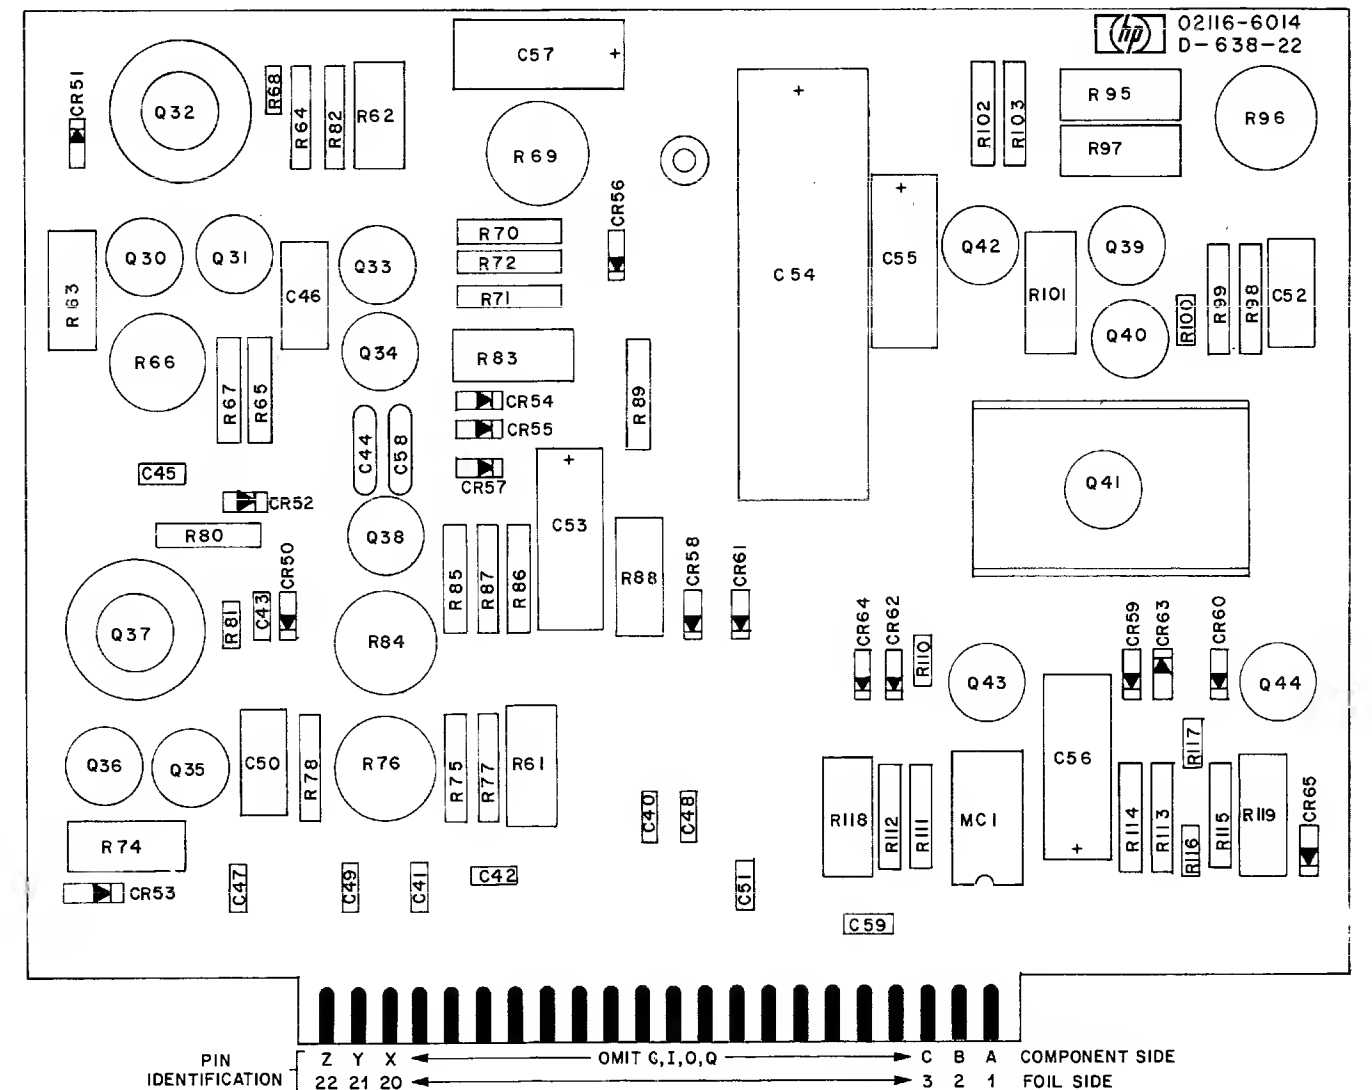 hp
02116-6014
D-638-22
CR51
Q32
R68
R64
R82
R62
C57 +
R69
CR56
+
C54
+
C55
R102
R103
R95
R97
R96
R63
Q30
Q31
C46
Q33
R70
R72
R71
Q42
R101
Q39
Q40
R100
R99
R98
C52
R66
R67
R65
Q34
R83
R89
CR54
CR55
CR57
C44
C58
C45
CR52
R80
Q38
+
C53
R88
Q41
R85
R87
R86
CR58
CR61
Q37
R81
C43
CR50
R84
CR64
CR62
R110
Q43
CR59
CR63
CR60
Q44
Q36
Q35
C50
R78
R76
R75
R77
R61
C40
C48
R118
R112
R111
MC1
C56
+
R114
R113
R117
R116
R115
R119
CR65
R74
CR53
C47
C49
C41
C42
C51
C59
PIN IDENTIFICATION
Z Y X OMIT G,I,O,Q C B A COMPONENT SIDE
22 21 20 3 2 1 FOIL SIDE